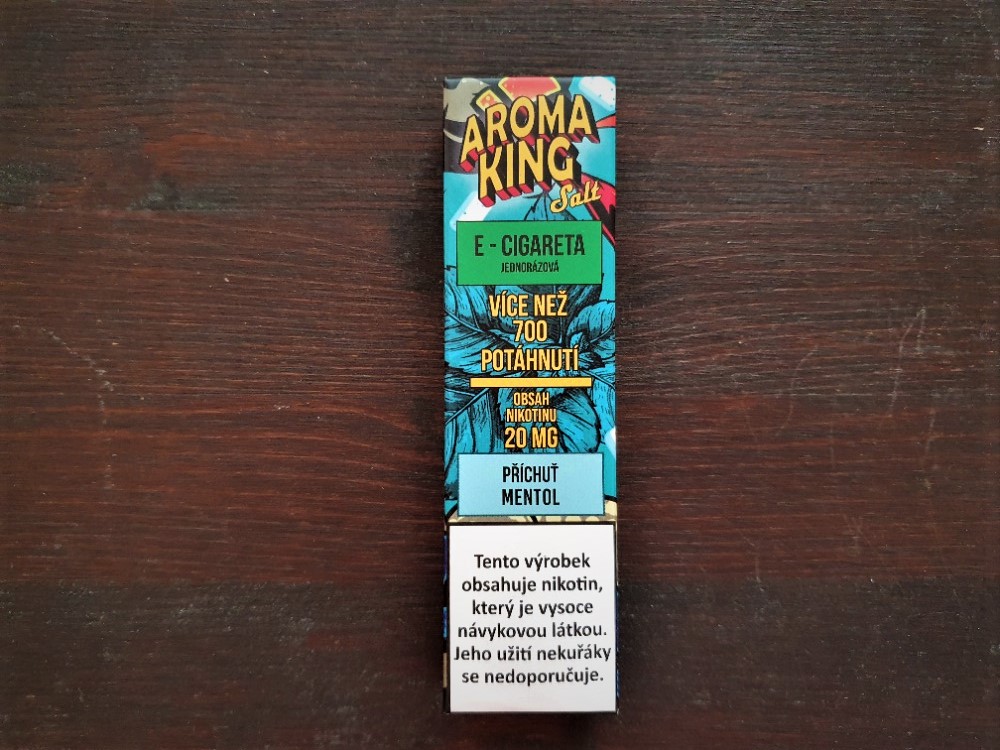 AROMA
KING
Salt
E - CIGARETA
JEDNORÁZOVÁ
VÍCE NEŽ
700
POTÁHNUTÍ
OBSAH
NIKOTINU
20 MG
PŘÍCHUŤ
MENTOL
Tento výrobek
obsahuje nikotin,
který je vysoce
návykovou látkou.
Jeho užití nekuřáky
se nedoporučuje.